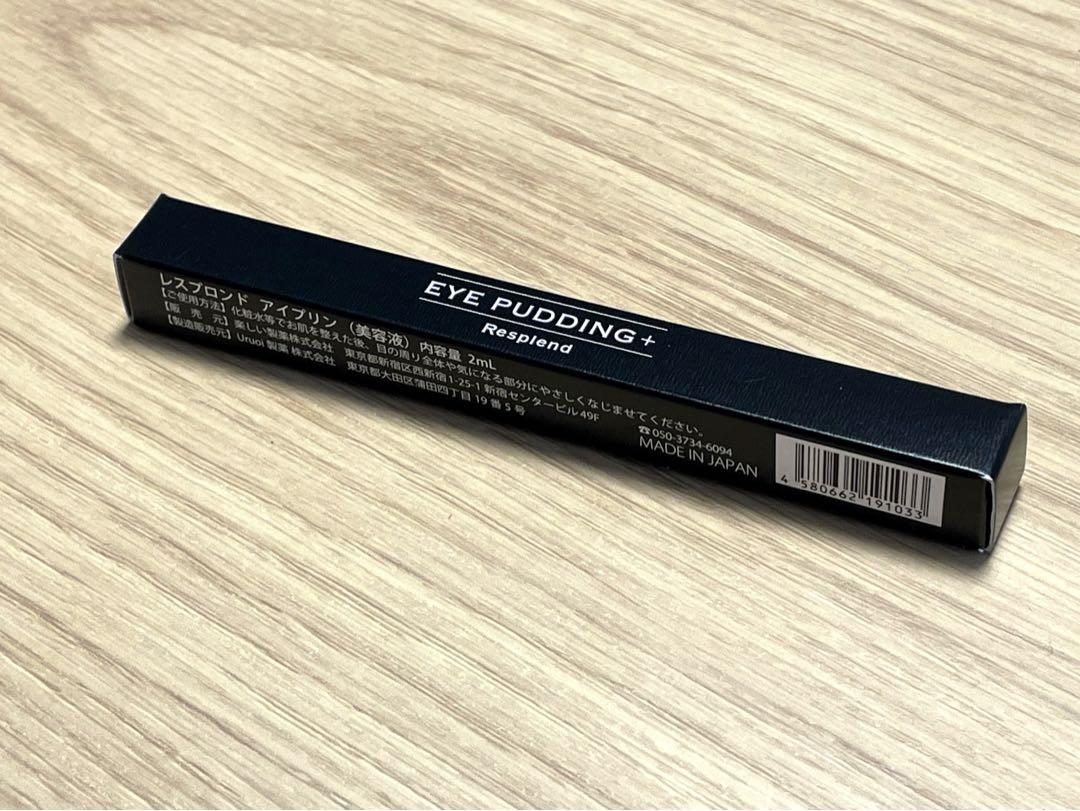 EYE PUDDING+
Resplend
レスプロンド アイプリン（美容液）内容量 2mL
【ご使用方法】化粧水等でお肌を整えた後、目の周り全体や気になる部分にやさしくなじませてください。
【販　売　元】楽しい製薬株式会社　東京都新宿区西新宿1-25-1 新宿センタービル49F
☎050-3734-6094
【製造販売元】Uruoi 製薬 株式会社　東京都大田区蒲田四丁目 19 番 5 号
MADE IN JAPAN
4 580662 191033